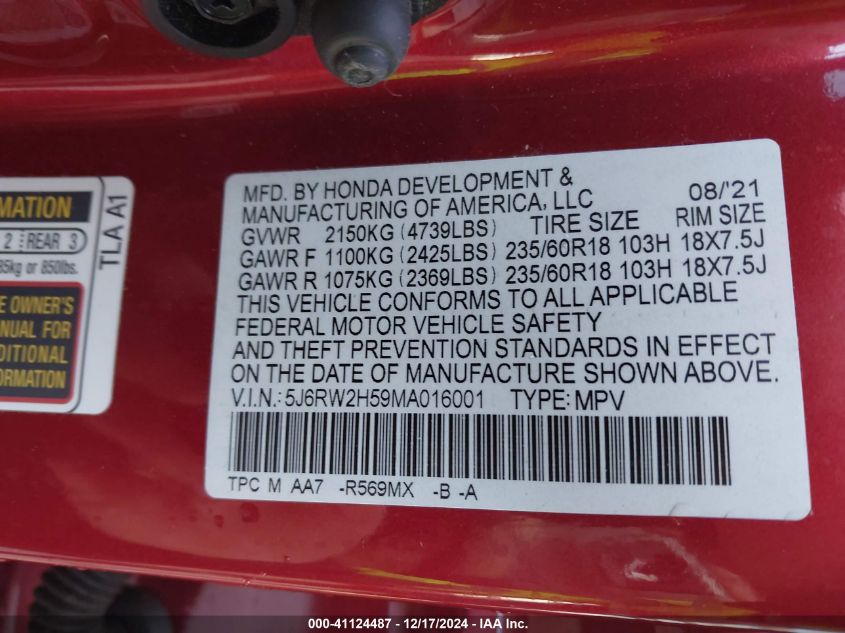 MATION
2 REAR 3
85kg or 850lbs.
E OWNER'S
NUAL FOR
DITIONAL
ORMATION
TLA A1
MFD. BY HONDA DEVELOPMENT & 08/'21
MANUFACTURING OF AMERICA, LLC
GVWR 2150KG (4739LBS) TIRE SIZE RIM SIZE
GAWR F 1100KG (2425LBS) 235/60R18 103H 18X7.5J
GAWR R 1075KG (2369LBS) 235/60R18 103H 18X7.5J
THIS VEHICLE CONFORMS TO ALL APPLICABLE
FEDERAL MOTOR VEHICLE SAFETY
AND THEFT PREVENTION STANDARDS IN EFFECT
ON THE DATE OF MANUFACTURE SHOWN ABOVE.
V.I.N.: 5J6RW2H59MA016001 TYPE: MPV
TPC M AA7 -R569MX -B -A
000-41124487 - 12/17/2024 - 117.